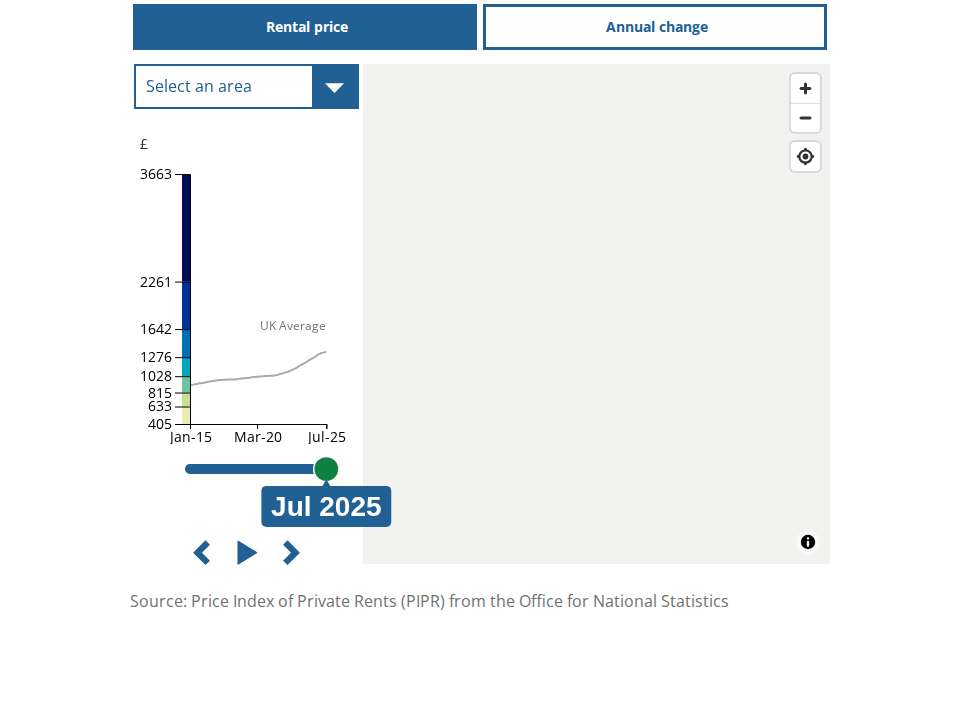 Rental price
Annual change
Select an area
£
3663
2261
UK Average
1642
1276
1028
815
633
405
Jan-15 Mar-20 Jul-25
Jul 2025
Source: Price Index of Private Rents (PIPR) from the Office for National Statistics